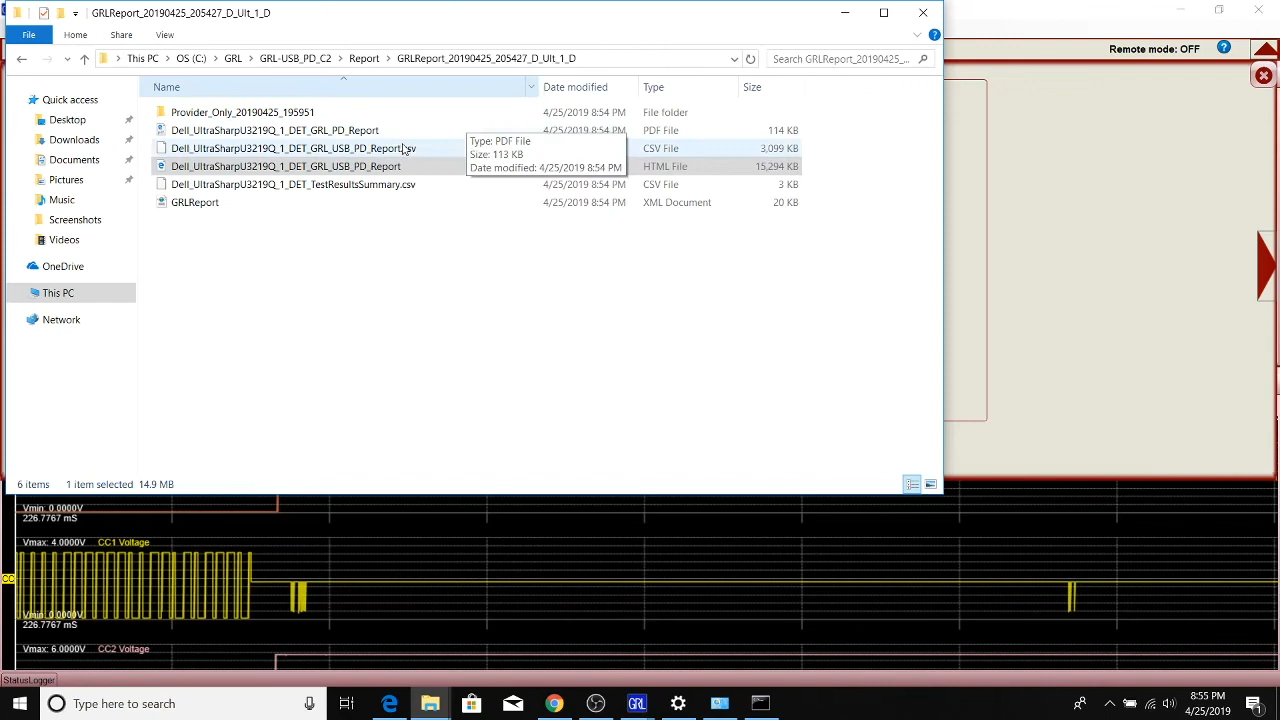 GRLReport_20190425_205427_D_Ult_1_D
File Home Share View
Remote mode: OFF
This PC OS (C:) GRL GRL-USB_PD_C2 Report GRLReport_20190425_205427_D_Ult_1_D
Search GRLReport_20190425_...
Name Date modified Type Size
Quick access
Desktop
Downloads
Documents
Pictures
Music
Screenshots
Videos
OneDrive
This PC
Network
Provider_Only_20190425_195951 4/25/2019 8:54 PM File folder
Dell_UltraSharpU3219Q_1_DET_GRL_PD_Report 4/25/2019 8:54 PM PDF File 114 KB
Dell_UltraSharpU3219Q_1_DET_GRL_USB_PD_Report.csv CSV File 3,099 KB
Dell_UltraSharpU3219Q_1_DET_GRL_USB_PD_Report HTML File 15,294 KB
Dell_UltraSharpU3219Q_1_DET_TestResultsSummary.csv 4/25/2019 8:54 PM CSV File 3 KB
GRLReport 4/25/2019 8:54 PM XML Document 20 KB
Type: PDF File
Size: 113 KB
Date modified: 4/25/2019 8:54 PM
6 items 1 item selected 14.9 MB
Vmin: 0.0000V
226.7767 mS
Vmax: 4.0000V CC1 Voltage
CC
Vmin: 0.0000V
226.7767 mS
Vmax: 6.0000V CC2 Voltage
StatusLogger
Type here to search
GRL
8:55 PM
4/25/2019
1